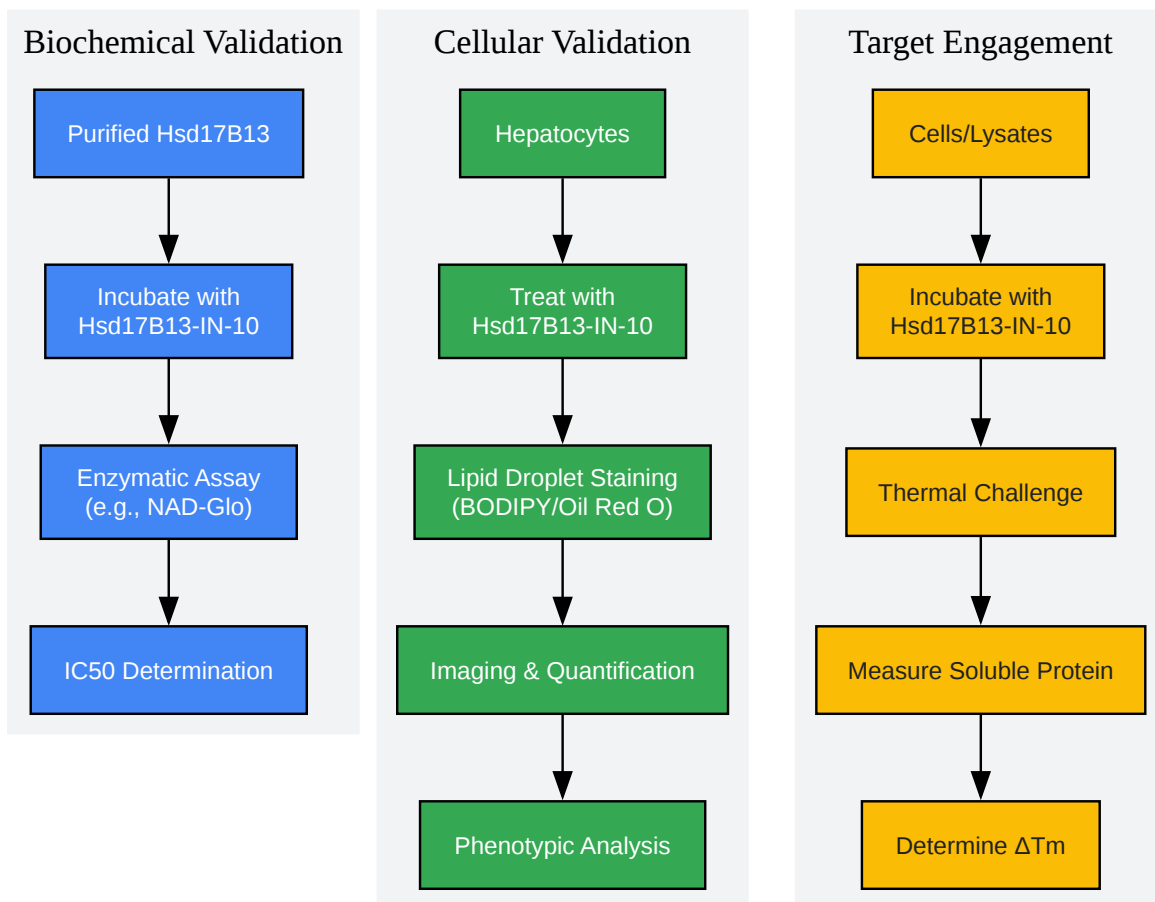 Biochemical Validation
Purified Hsd17B13
Incubate with
Hsd17B13-IN-10
Enzymatic Assay
(e.g., NAD-Glo)
IC50 Determination
Cellular Validation
Hepatocytes
Treat with
Hsd17B13-IN-10
Lipid Droplet Staining
(BODIPY/Oil Red O)
Imaging & Quantification
Phenotypic Analysis
Target Engagement
Cells/Lysates
Incubate with
Hsd17B13-IN-10
Thermal Challenge
Measure Soluble Protein
Determine ΔTm